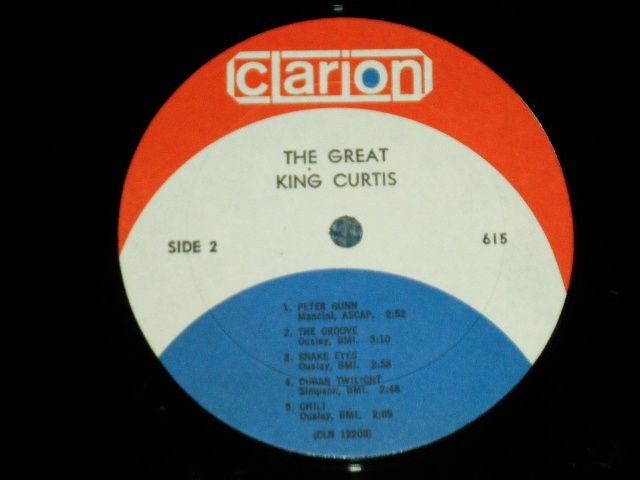 clarion
THE GREAT
KING CURTIS
SIDE 2
615
1. PETER GUNN
Mancini, ASCAP. 2:52
2. THE GROOVE
Ousley, BMI. 3:10
3. SNAKE EYES
Ousley, BMI. 2:58
4. CUBAN TWILIGHT
Simpson, BMI. 2:48
5. CHILI
Ousley, BMI. 2:09
(CLN 13208)